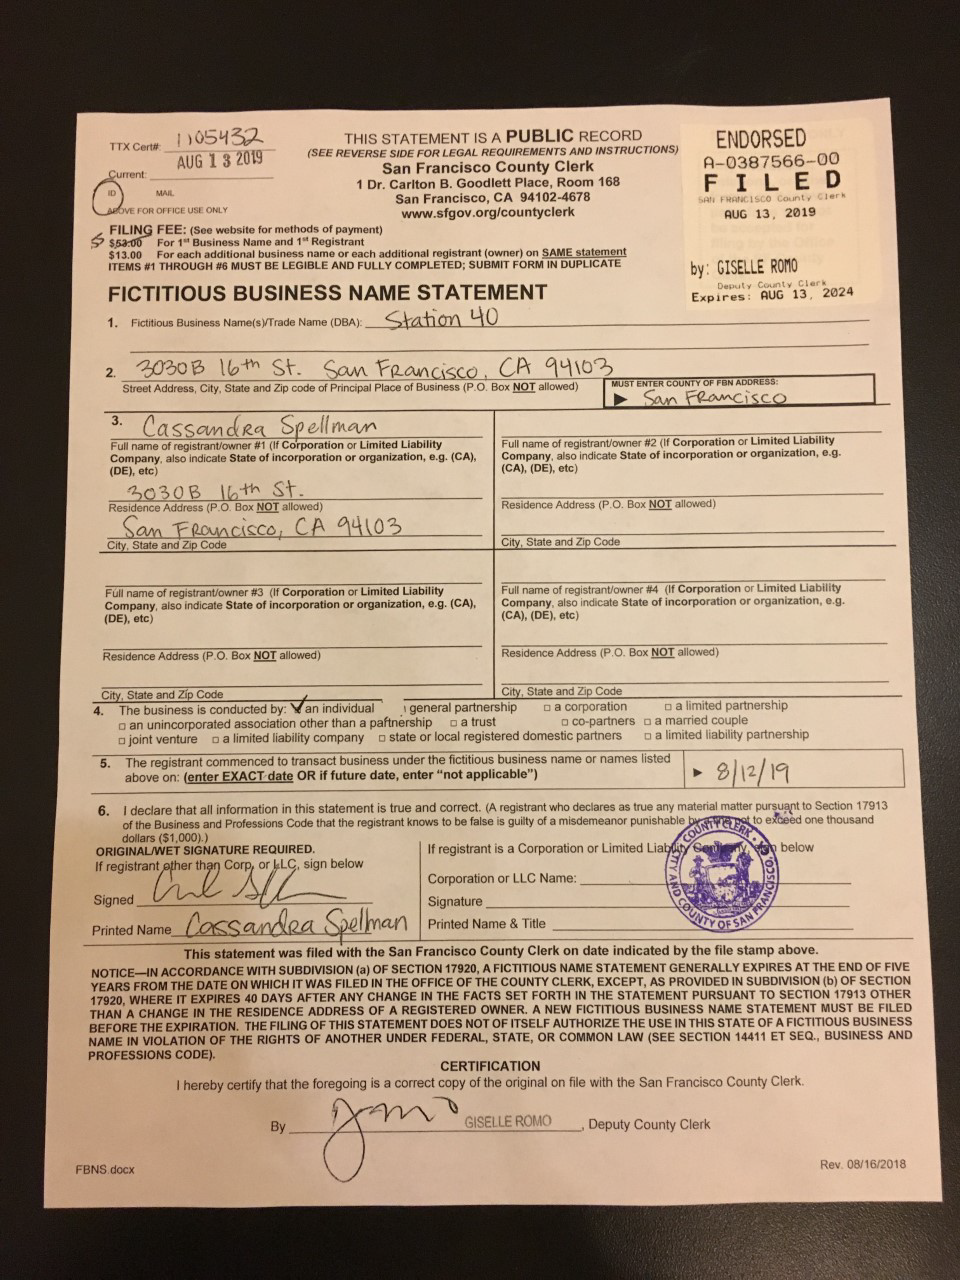 TTX Cert#: 1105432
AUG 13 2019
Current:
ID MAIL
ABOVE FOR OFFICE USE ONLY
THIS STATEMENT IS A PUBLIC RECORD
(SEE REVERSE SIDE FOR LEGAL REQUIREMENTS AND INSTRUCTIONS)
San Francisco County Clerk
1 Dr. Carlton B. Goodlett Place, Room 168
San Francisco, CA 94102-4678
www.sfgov.org/countyclerk
ENDORSED
A-0387566-00
FILED
SAN FRANCISCO County Clerk
AUG 13, 2019
by: GISELLE ROMO
Deputy County Clerk
Expires: AUG 13, 2024
FILING FEE: (See website for methods of payment)
$53.00 For 1st Business Name and 1st Registrant
$13.00 For each additional business name or each additional registrant (owner) on SAME statement
ITEMS #1 THROUGH #6 MUST BE LEGIBLE AND FULLY COMPLETED; SUBMIT FORM IN DUPLICATE
FICTITIOUS BUSINESS NAME STATEMENT
1. Fictitious Business Name(s)/Trade Name (DBA): Station 40
2. 3030B 16th St. San Francisco, CA 94103
Street Address, City, State and Zip code of Principal Place of Business (P.O. Box NOT allowed)
MUST ENTER COUNTY OF FBN ADDRESS:
San Francisco
3. Cassandra Spellman
Full name of registrant/owner #1 (If Corporation or Limited Liability
Company, also indicate State of incorporation or organization, e.g. (CA),
(DE), etc)
3030B 16th St.
Residence Address (P.O. Box NOT allowed)
San Francisco, CA 94103
City, State and Zip Code
Full name of registrant/owner #2 (If Corporation or Limited Liability
Company, also indicate State of incorporation or organization, e.g.
(CA), (DE), etc)
Residence Address (P.O. Box NOT allowed)
City, State and Zip Code
Full name of registrant/owner #3 (If Corporation or Limited Liability
Company, also indicate State of incorporation or organization, e.g. (CA),
(DE), etc)
Residence Address (P.O. Box NOT allowed)
City, State and Zip Code
Full name of registrant/owner #4 (If Corporation or Limited Liability
Company, also indicate State of incorporation or organization, e.g.
(CA), (DE), etc)
Residence Address (P.O. Box NOT allowed)
City, State and Zip Code
4. The business is conducted by: an individual general partnership a corporation a limited partnership
an unincorporated association other than a partnership a trust co-partners a married couple
joint venture a limited liability company state or local registered domestic partners a limited liability partnership
5. The registrant commenced to transact business under the fictitious business name or names listed
above on: (enter EXACT date OR if future date, enter "not applicable")
8/12/19
6. I declare that all information in this statement is true and correct. (A registrant who declares as true any material matter pursuant to Section 17913
of the Business and Professions Code that the registrant knows to be false is guilty of a misdemeanor punishable by a fine not to exceed one thousand
dollars ($1,000).)
ORIGINAL/WET SIGNATURE REQUIRED.
If registrant other than Corp. or LLC, sign below
Signed
Printed Name Cassandra Spellman
If registrant is a Corporation or Limited Liability Company, sign below
Corporation or LLC Name:
Signature
Printed Name & Title
COUNTY CLERK
CITY AND COUNTY OF SAN FRANCISCO
This statement was filed with the San Francisco County Clerk on date indicated by the file stamp above.
NOTICE—IN ACCORDANCE WITH SUBDIVISION (a) OF SECTION 17920, A FICTITIOUS NAME STATEMENT GENERALLY EXPIRES AT THE END OF FIVE
YEARS FROM THE DATE ON WHICH IT WAS FILED IN THE OFFICE OF THE COUNTY CLERK, EXCEPT, AS PROVIDED IN SUBDIVISION (b) OF SECTION
17920, WHERE IT EXPIRES 40 DAYS AFTER ANY CHANGE IN THE FACTS SET FORTH IN THE STATEMENT PURSUANT TO SECTION 17913 OTHER
THAN A CHANGE IN THE RESIDENCE ADDRESS OF A REGISTERED OWNER. A NEW FICTITIOUS BUSINESS NAME STATEMENT MUST BE FILED
BEFORE THE EXPIRATION. THE FILING OF THIS STATEMENT DOES NOT OF ITSELF AUTHORIZE THE USE IN THIS STATE OF A FICTITIOUS BUSINESS
NAME IN VIOLATION OF THE RIGHTS OF ANOTHER UNDER FEDERAL, STATE, OR COMMON LAW (SEE SECTION 14411 ET SEQ., BUSINESS AND
PROFESSIONS CODE).
CERTIFICATION
I hereby certify that the foregoing is a correct copy of the original on file with the San Francisco County Clerk.
By GISELLE ROMO, Deputy County Clerk
FBNS.docx
Rev. 08/16/2018